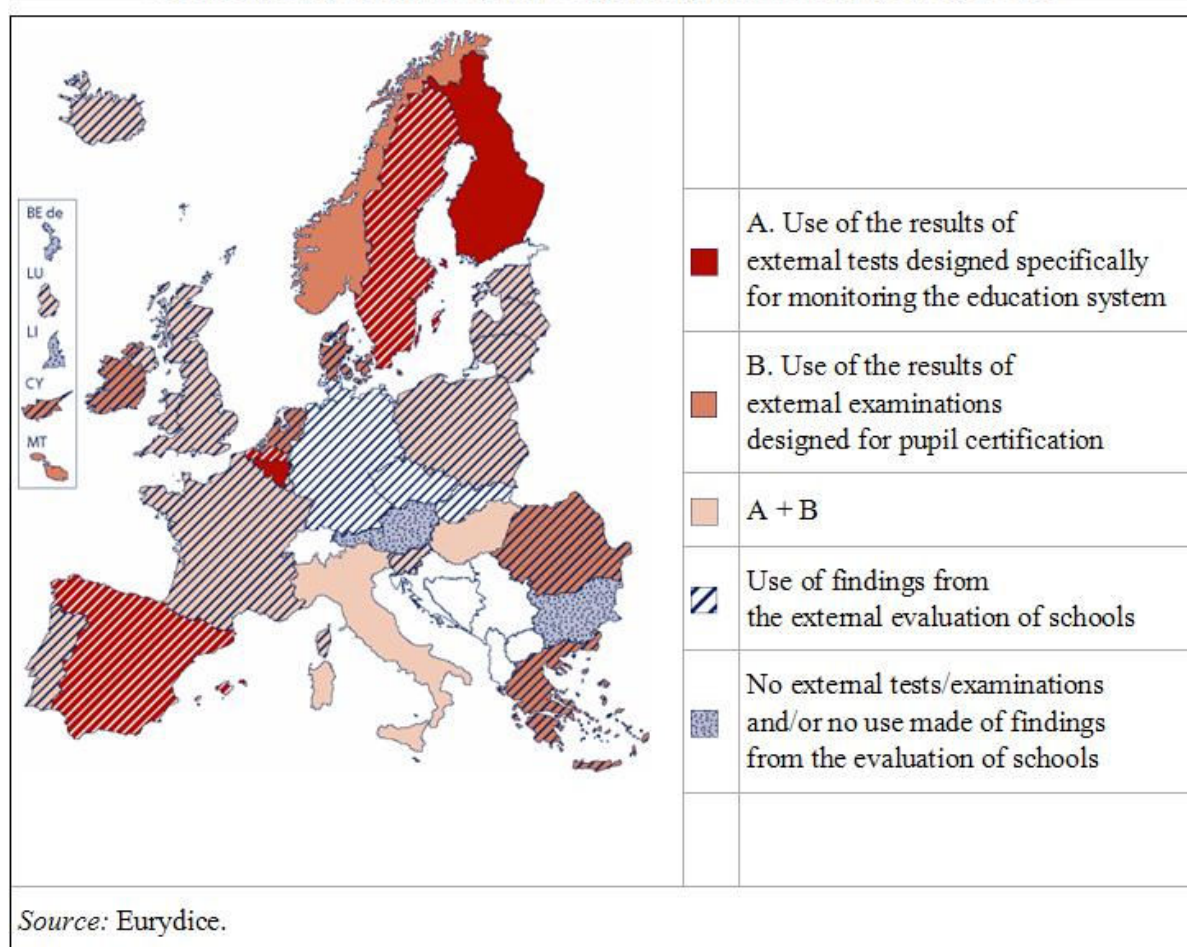 BE de
LU
LI
CY
MT
A. Use of the results of
external tests designed specifically
for monitoring the education system
B. Use of the results of
external examinations
designed for pupil certification
A + B
Use of findings from
the external evaluation of schools
No external tests/examinations
and/or no use made of findings
from the evaluation of schools
Source: Eurydice.